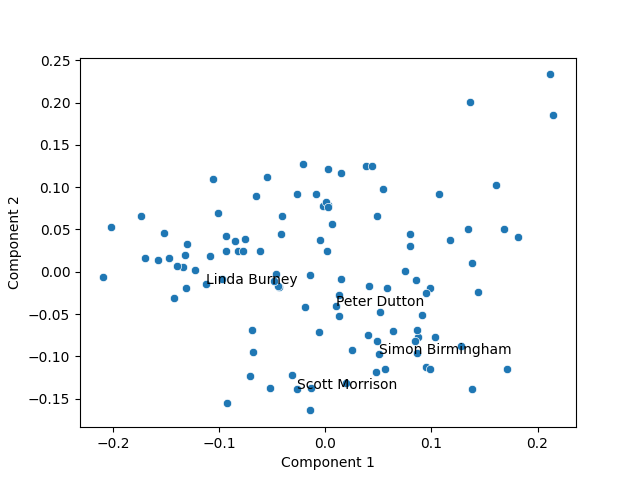 0.25
0.20
0.15
0.10
0.05
0.00
−0.05
−0.10
−0.15
Component 2
Linda Burney
Peter Dutton
Simon Birmingham
Scott Morrison
−0.2 −0.1 0.0 0.1 0.2
Component 1